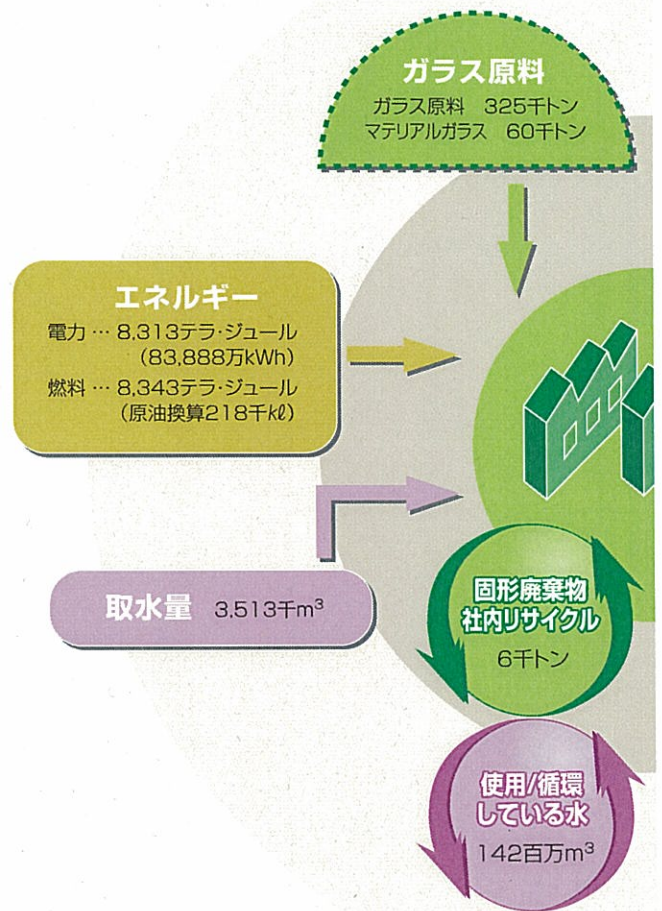 ガラス原料
ガラス原料 325千トン
マテリアルガラス 60千トン
エネルギー
電力 … 8,313テラ・ジュール
(83,888万kWh)
燃料 … 8,343テラ・ジュール
(原油換算218千kℓ)
取水量 3,513千m³
固形廃棄物
社内リサイクル
6千トン
使用/循環
している水
142百万m³